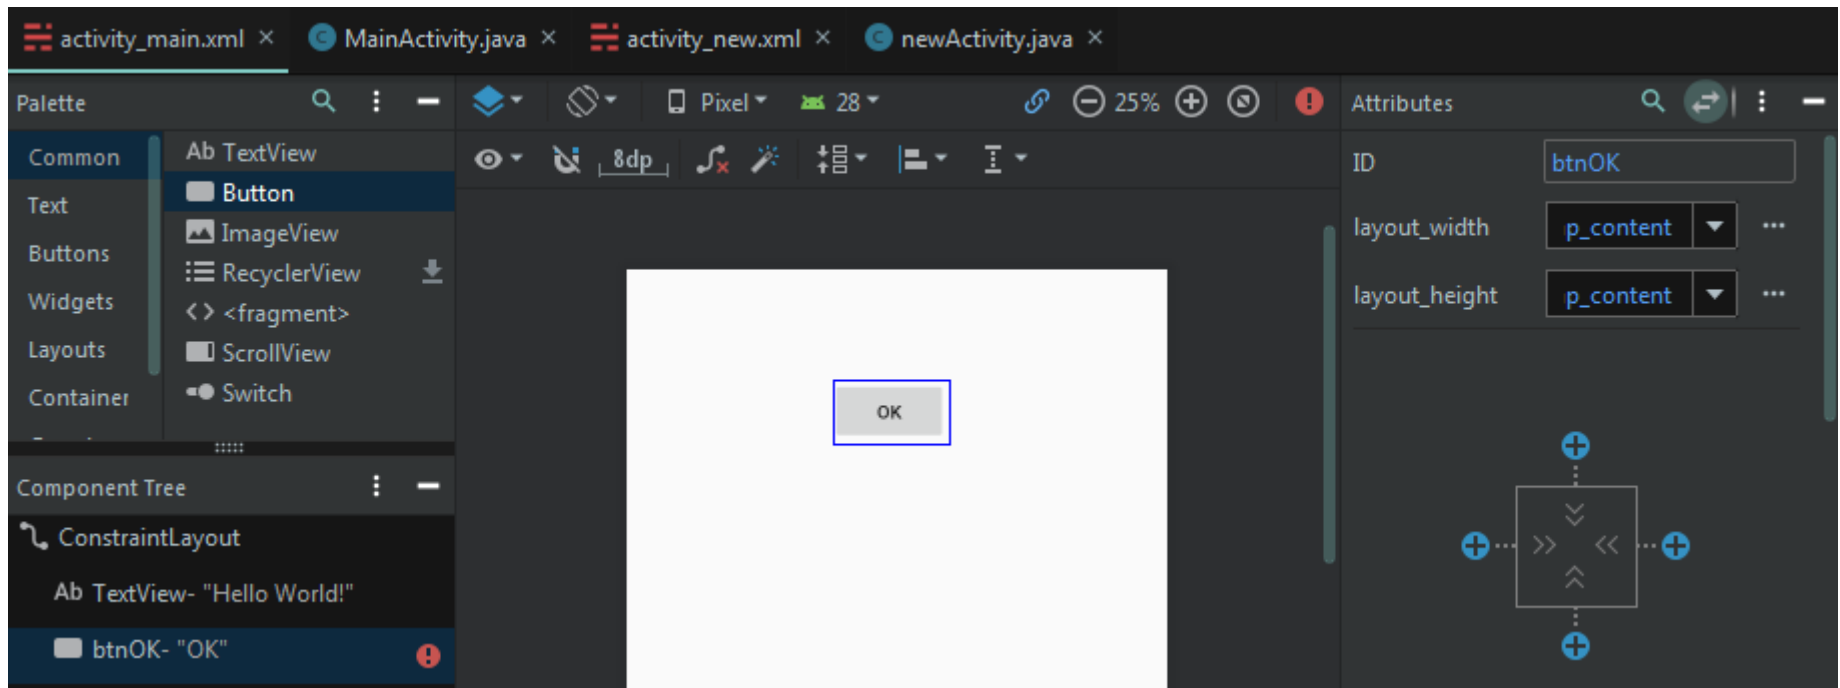 activity_main.xml × MainActivity.java × activity_new.xml × newActivity.java ×
Palette
Common
Text
Buttons
Widgets
Layouts
Container
Ab TextView
Button
ImageView
RecyclerView
<fragment>
ScrollView
Switch
Component Tree
ConstraintLayout
Ab TextView- "Hello World!"
btnOK- "OK"
Pixel 28 25%
8dp
OK
Attributes
ID btnOK
layout_width p_content
layout_height p_content